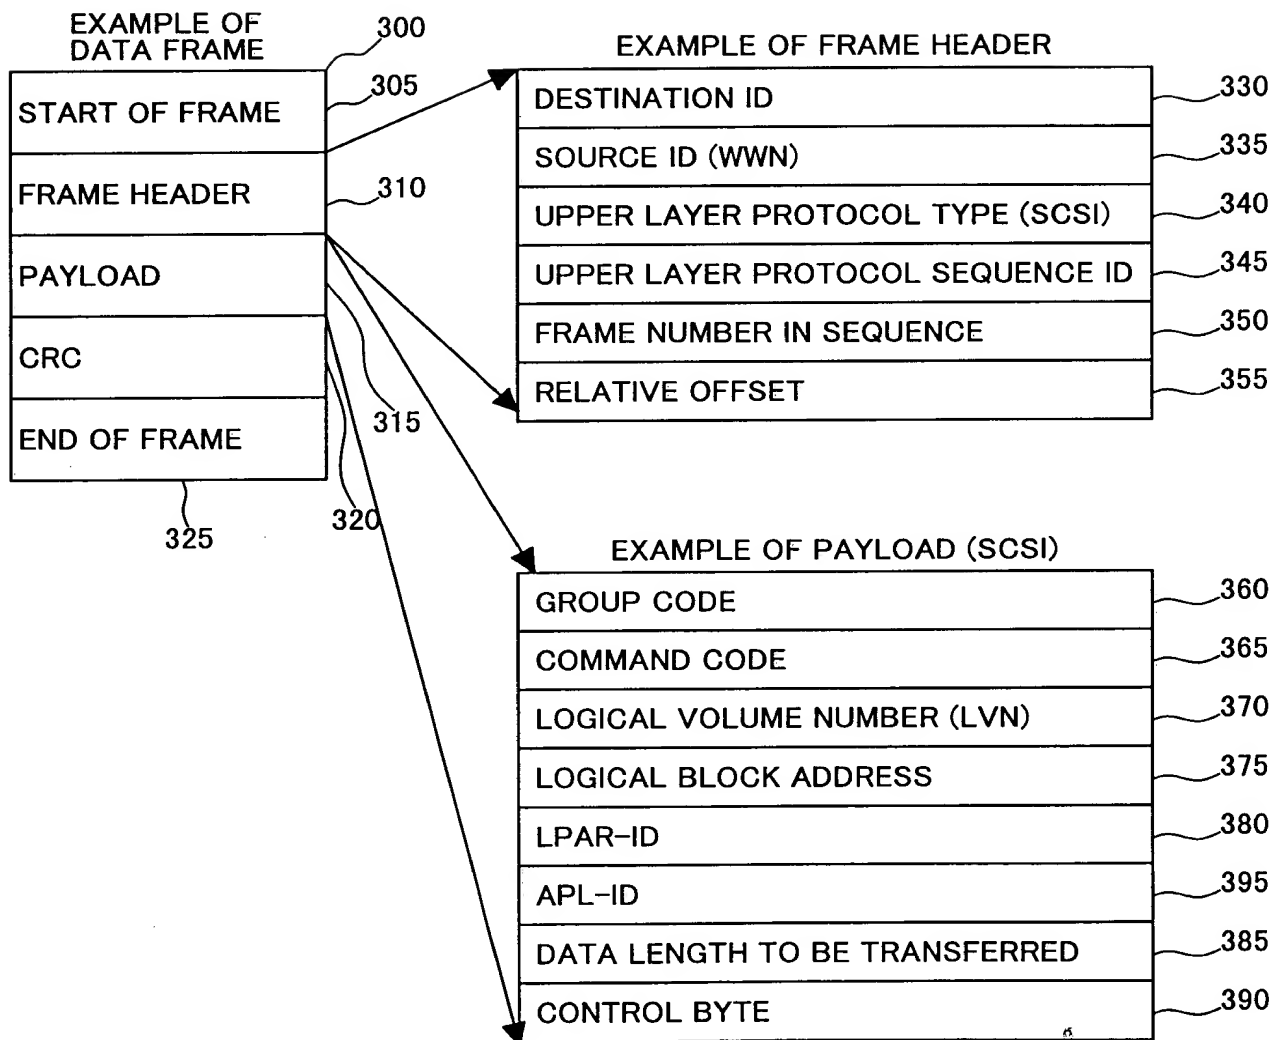 EXAMPLE OF
DATA FRAME
300
START OF FRAME
305
FRAME HEADER
310
PAYLOAD
315
CRC
320
END OF FRAME
325
EXAMPLE OF FRAME HEADER
DESTINATION ID
330
SOURCE ID (WWN)
335
UPPER LAYER PROTOCOL TYPE (SCSI)
340
UPPER LAYER PROTOCOL SEQUENCE ID
345
FRAME NUMBER IN SEQUENCE
350
RELATIVE OFFSET
355
EXAMPLE OF PAYLOAD (SCSI)
GROUP CODE
360
COMMAND CODE
365
LOGICAL VOLUME NUMBER (LVN)
370
LOGICAL BLOCK ADDRESS
375
LPAR-ID
380
APL-ID
395
DATA LENGTH TO BE TRANSFERRED
385
CONTROL BYTE
390